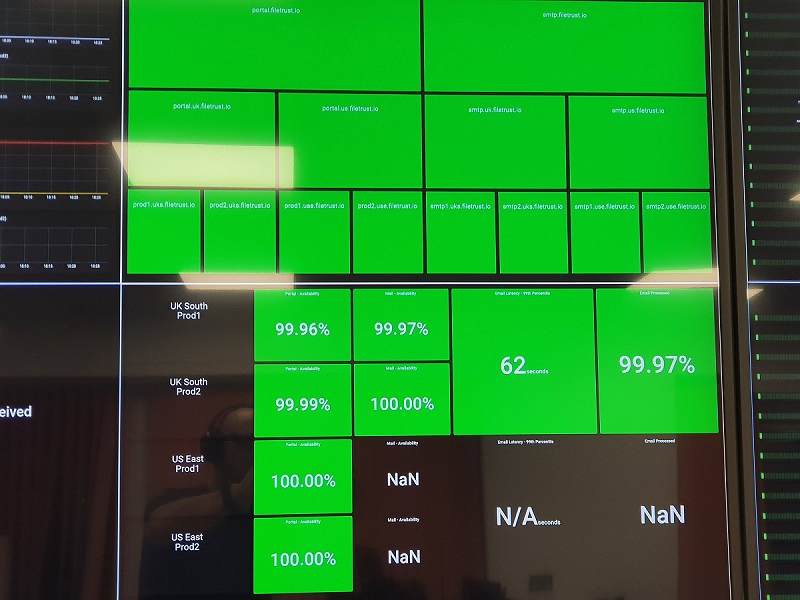 portal.filetrust.io
smtp.filetrust.io
portal.uk.filetrust.io
portal.us.filetrust.io
smtp.uk.filetrust.io
smtp.us.filetrust.io
prod1.uks.filetrust.io
prod2.uks.filetrust.io
prod1.use.filetrust.io
prod2.use.filetrust.io
smtp1.uks.filetrust.io
smtp2.uks.filetrust.io
smtp1.use.filetrust.io
smtp2.use.filetrust.io
UK South
Prod1
Portal - Availability
99.96%
Mail - Availability
99.97%
Email Latency - 99th Percentile
62 seconds
Email Processed
99.97%
UK South
Prod2
Portal - Availability
99.99%
Mail - Availability
100.00%
eived
US East
Prod1
Portal - Availability
100.00%
Mail - Availability
NaN
Email Latency - 99th Percentile
N/A seconds
Email Processed
NaN
US East
Prod2
Portal - Availability
100.00%
Mail - Availability
NaN